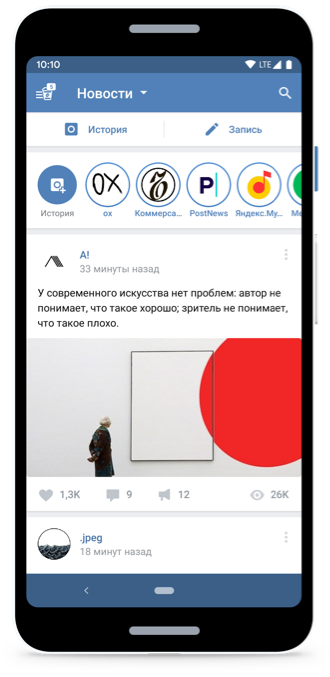 10:10
LTE
Новости
История
Запись
OX
P
История
ox
Коммерса...
PostNews
Яндекс.Му...
A!
33 минуты назад
У современного искусства нет проблем: автор не
понимает, что такое хорошо; зритель не понимает,
что такое плохо.
1,3K
9
12
26K
.jpeg
18 минут назад